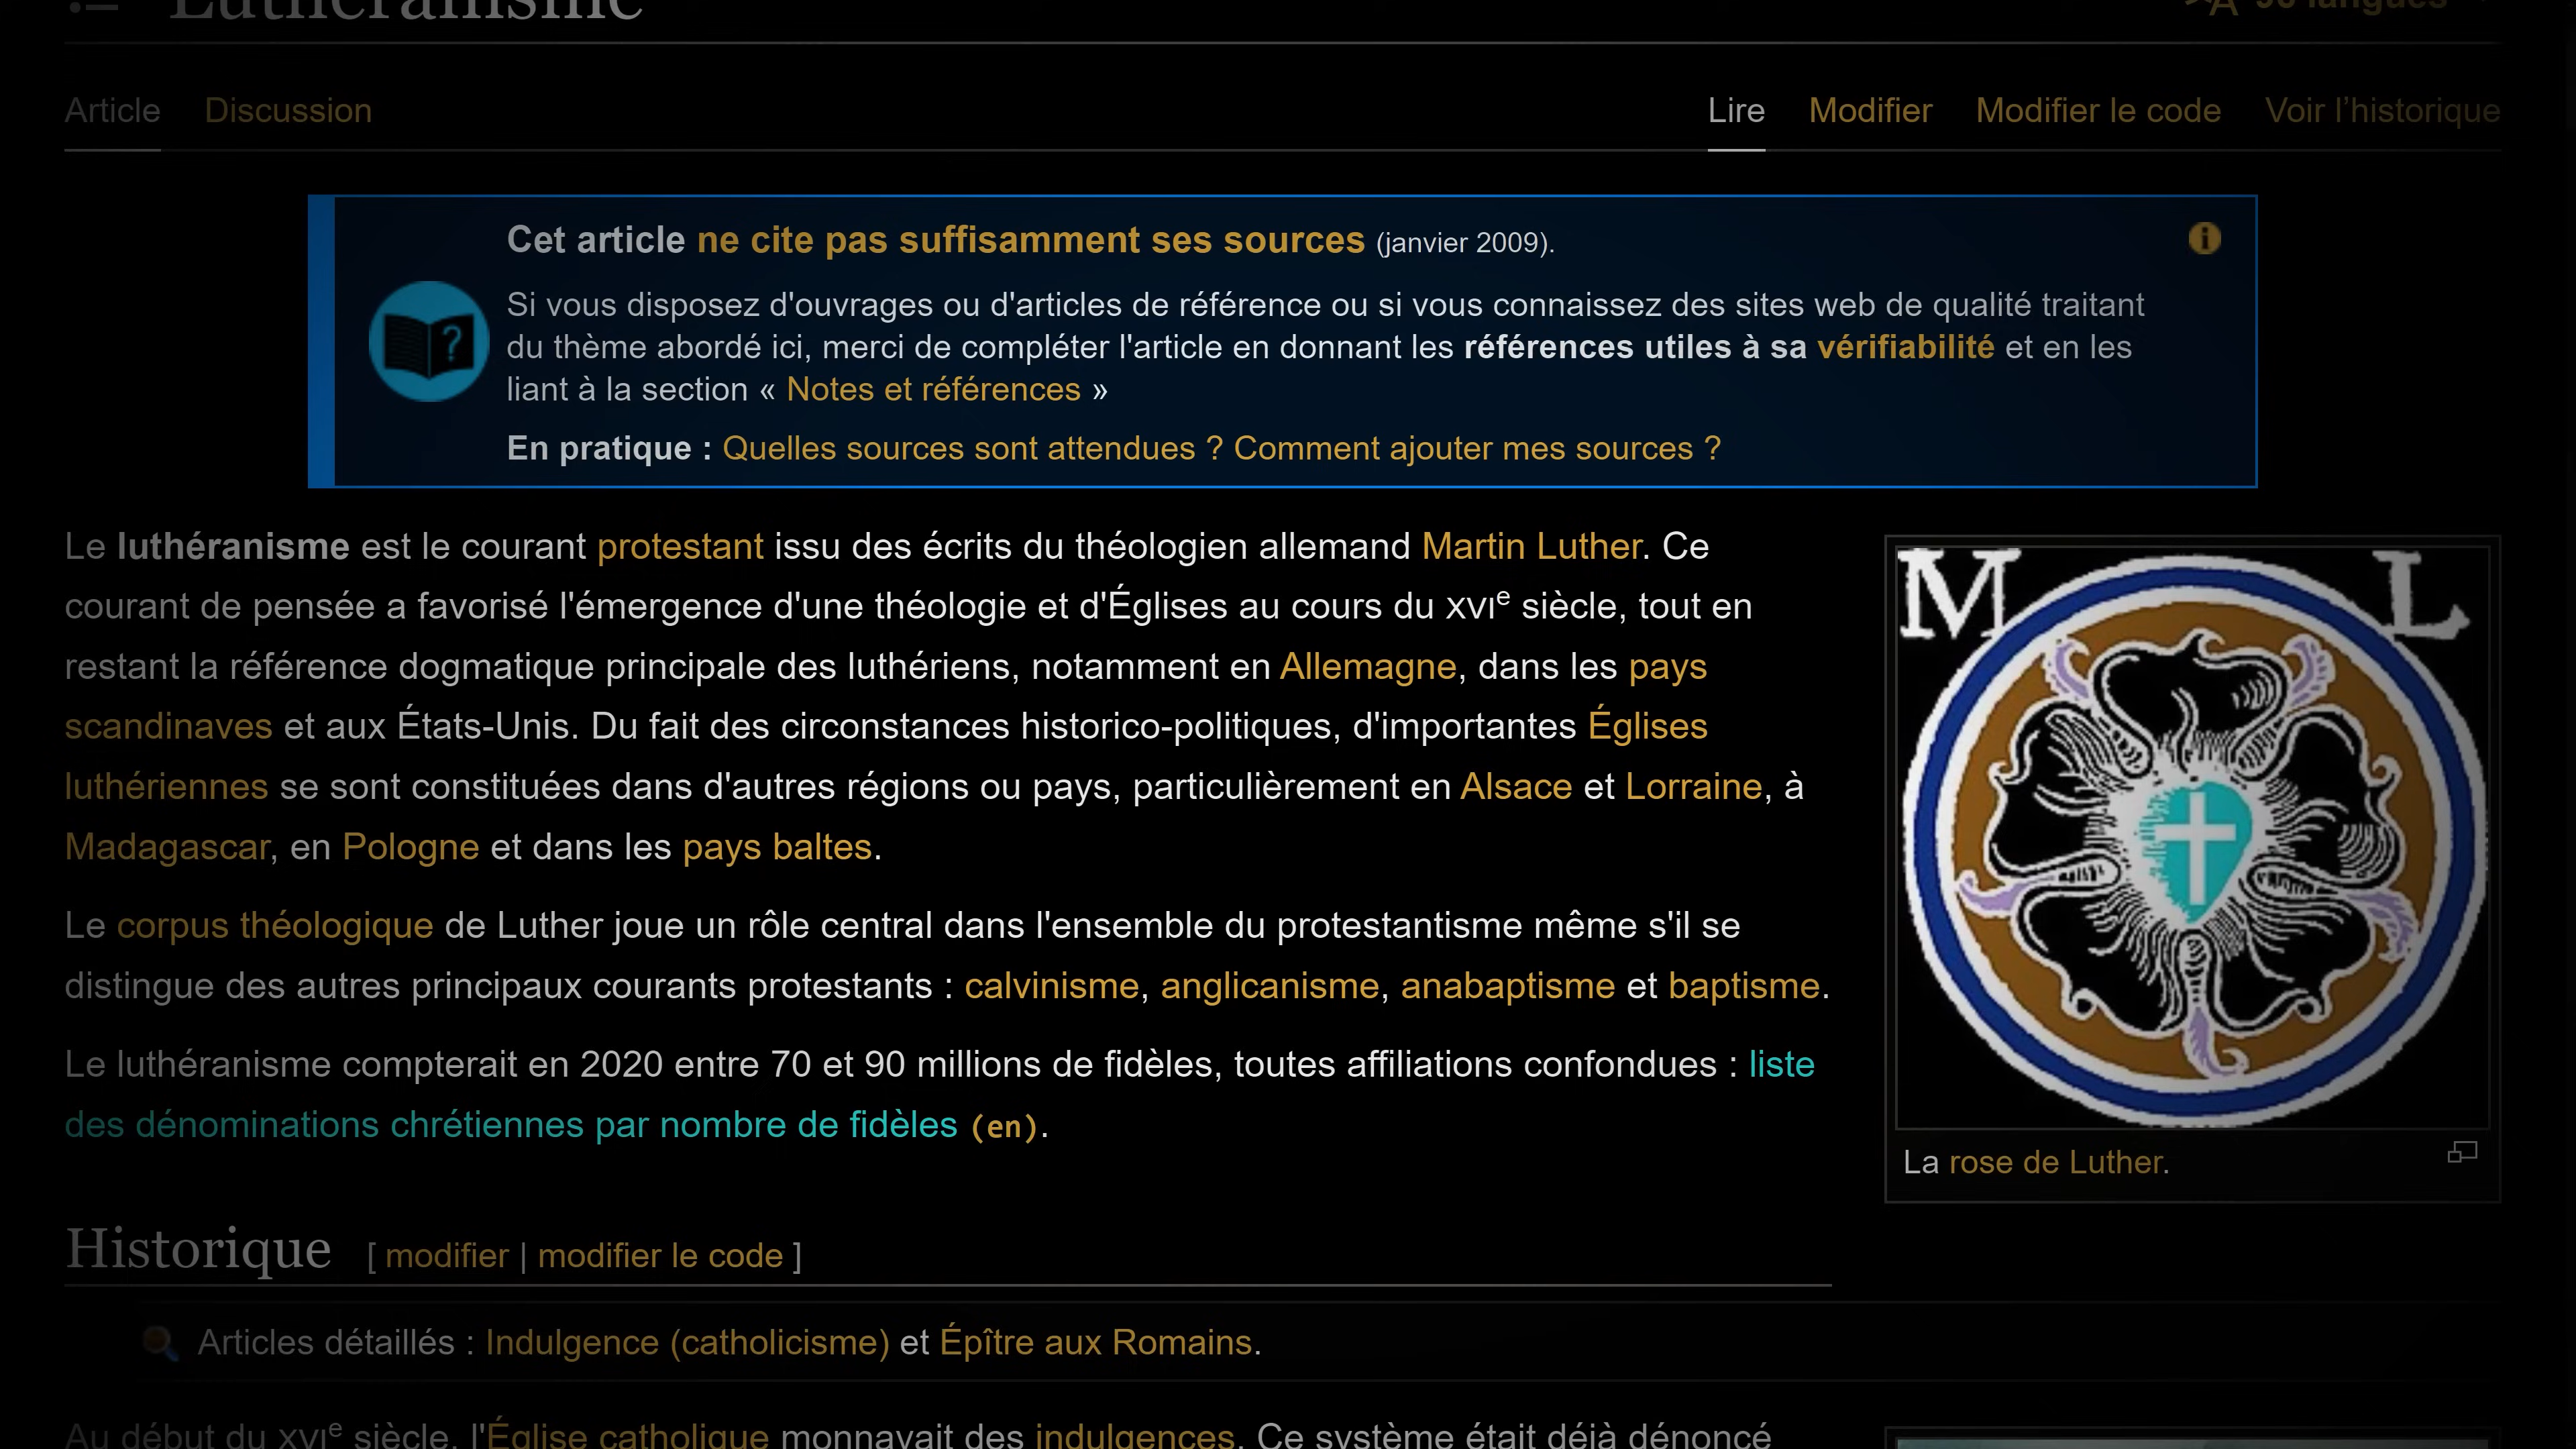 Luthéranisme
96 langues
Article Discussion Lire Modifier Modifier le code Voir l'historique
Cet article ne cite pas suffisamment ses sources (janvier 2009).
Si vous disposez d'ouvrages ou d'articles de référence ou si vous connaissez des sites web de qualité traitant
du thème abordé ici, merci de compléter l'article en donnant les références utiles à sa vérifiabilité et en les
liant à la section « Notes et références »
En pratique : Quelles sources sont attendues ? Comment ajouter mes sources ?
Le luthéranisme est le courant protestant issu des écrits du théologien allemand Martin Luther. Ce
courant de pensée a favorisé l'émergence d'une théologie et d'Églises au cours du XVIe siècle, tout en
restant la référence dogmatique principale des luthériens, notamment en Allemagne, dans les pays
scandinaves et aux États-Unis. Du fait des circonstances historico-politiques, d'importantes Églises
luthériennes se sont constituées dans d'autres régions ou pays, particulièrement en Alsace et Lorraine, à
Madagascar, en Pologne et dans les pays baltes.
Le corpus théologique de Luther joue un rôle central dans l'ensemble du protestantisme même s'il se
distingue des autres principaux courants protestants : calvinisme, anglicanisme, anabaptisme et baptisme.
Le luthéranisme compterait en 2020 entre 70 et 90 millions de fidèles, toutes affiliations confondues : liste
des dénominations chrétiennes par nombre de fidèles (en).
M L
La rose de Luther.
Historique [ modifier | modifier le code ]
Articles détaillés : Indulgence (catholicisme) et Épître aux Romains.
Au début du XVIe siècle, l'Église catholique monnayait des indulgences. Ce système était déjà dénoncé